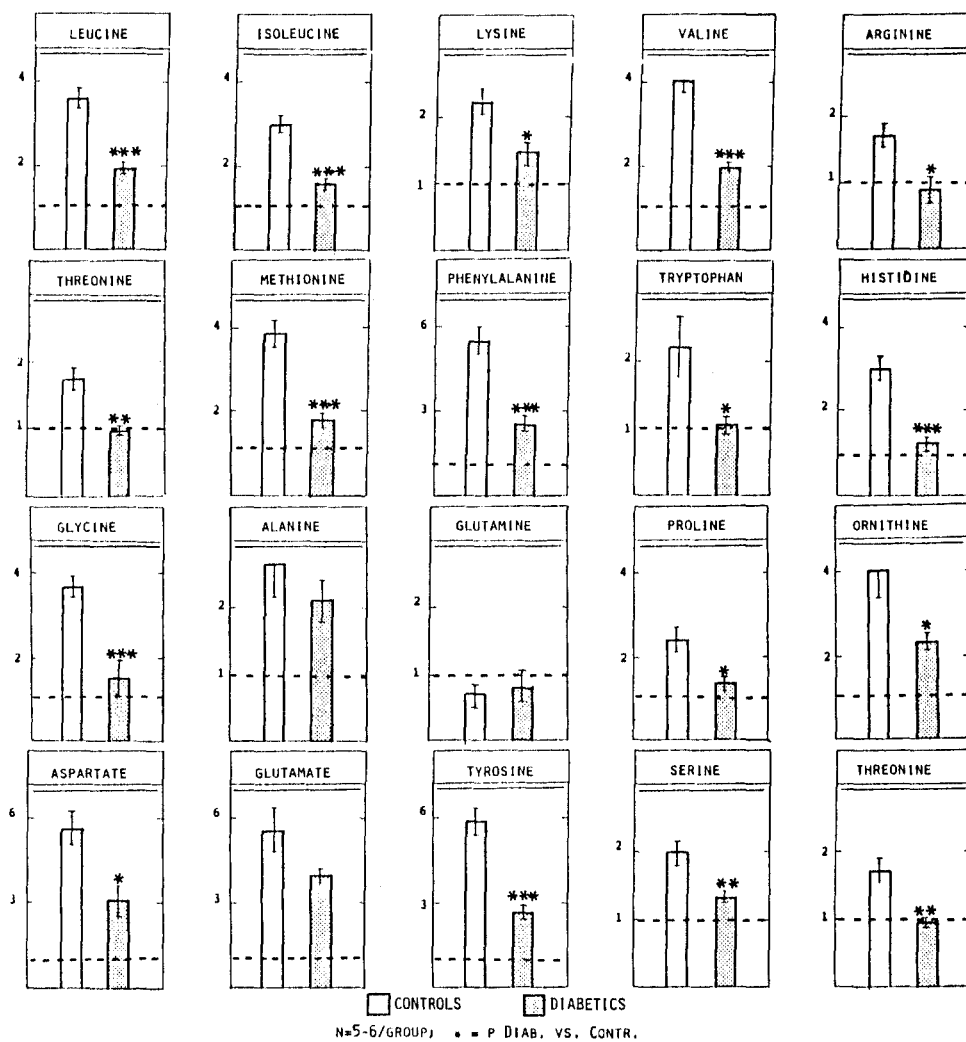 LEUCINE ISOLEUCINE LYSINE VALINE ARGININE
4 4 2 4 2
2 2 1 2 1
*** *** * *** *
THREONINE METHIONINE PHENYLALANINE TRYPTOPHAN HISTIDINE
2 4 6 2 4
1 2 3 1 2
** *** *** * ***
GLYCINE ALANINE GLUTAMINE PROLINE ORNITHINE
4 2 2 4 4
2 1 1 2 2
*** * *
ASPARTATE GLUTAMATE TYROSINE SERINE THREONINE
6 6 6 2 2
3 3 3 1 1
* *** ** **
CONTROLS DIABETICS
N=5-6/GROUP; * = P DIAB. VS. CONTR.